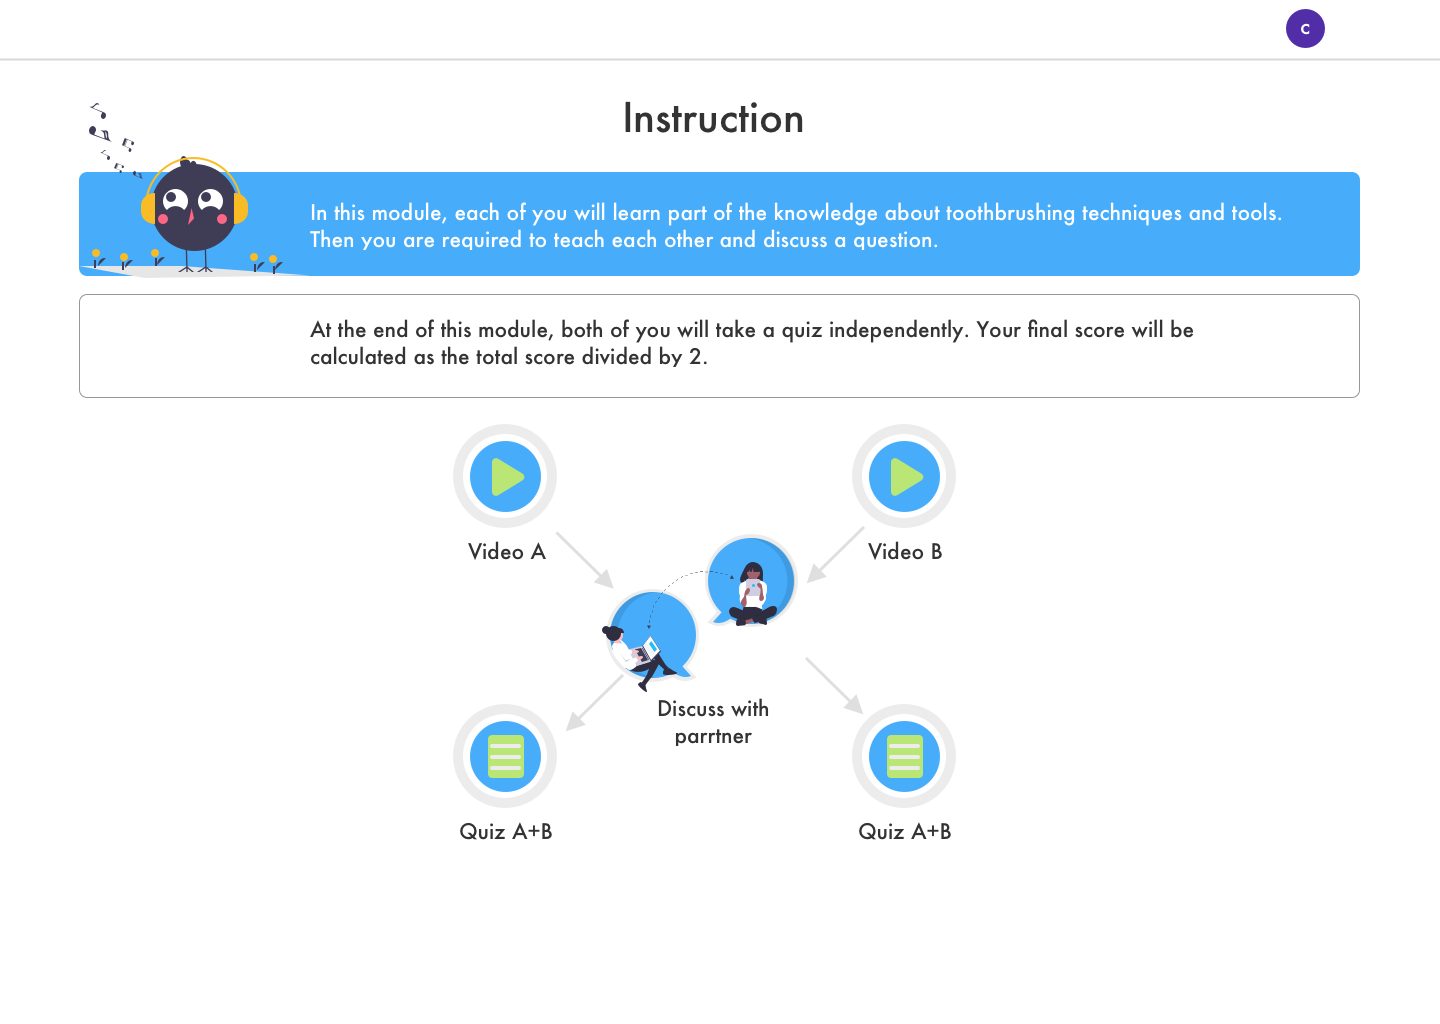 C
Instruction
In this module, each of you will learn part of the knowledge about toothbrushing techniques and tools.
Then you are required to teach each other and discuss a question.
At the end of this module, both of you will take a quiz independently. Your final score will be
calculated as the total score divided by 2.
Video A
Video B
Discuss with
parrtner
Quiz A+B
Quiz A+B